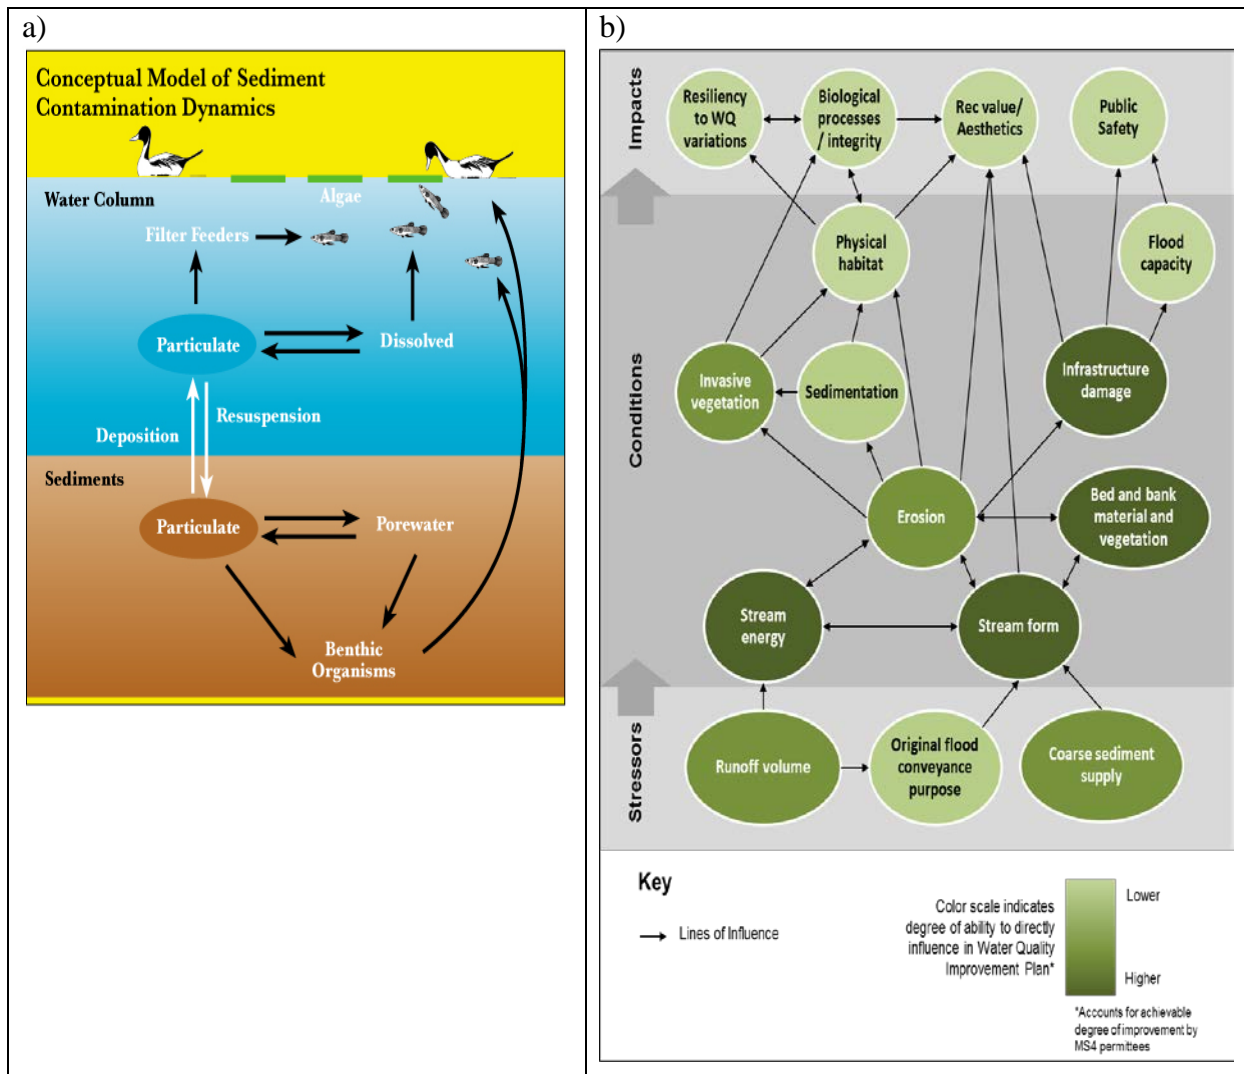 a)
Conceptual Model of Sediment
Contamination Dynamics
Water Column
Algae
Filter Feeders
Particulate
Dissolved
Resuspension
Deposition
Sediments
Particulate
Porewater
Benthic
Organisms
b)
Impacts
Resiliency
to WQ
variations
Biological
processes
/ integrity
Rec value/
Aesthetics
Public
Safety
Conditions
Physical
habitat
Flood
capacity
Invasive
vegetation
Sedimentation
Infrastructure
damage
Erosion
Bed and bank
material and
vegetation
Stream
energy
Stream form
Stressors
Runoff volume
Original flood
conveyance
purpose
Coarse sediment
supply
Key
Lines of Influence
Color scale indicates
degree of ability to directly
influence in Water Quality
Improvement Plan*
Lower
Higher
*Accounts for achievable
degree of improvement by
MS4 permittees